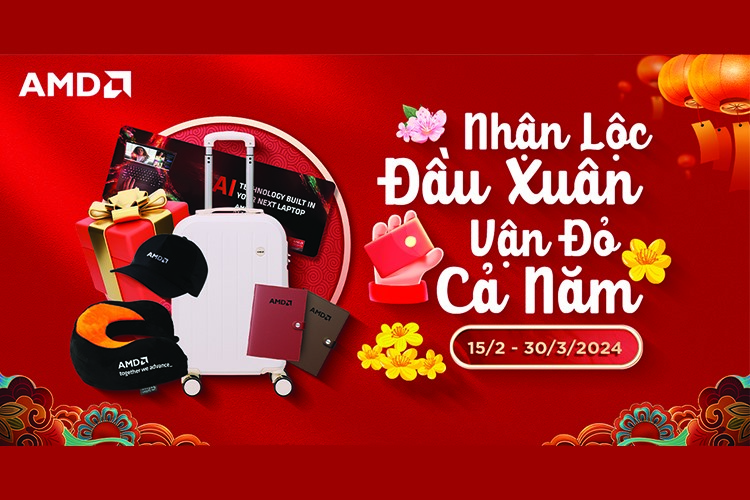 AMD
Nhận Lộc
Đầu Xuân
Vận Đỏ
Cả Năm
15/2 - 30/3/2024
AI TECHNOLOGY BUILT IN
YOUR NEXT LAPTOP
AMD
AMD
AMD
AMD
together we advance_